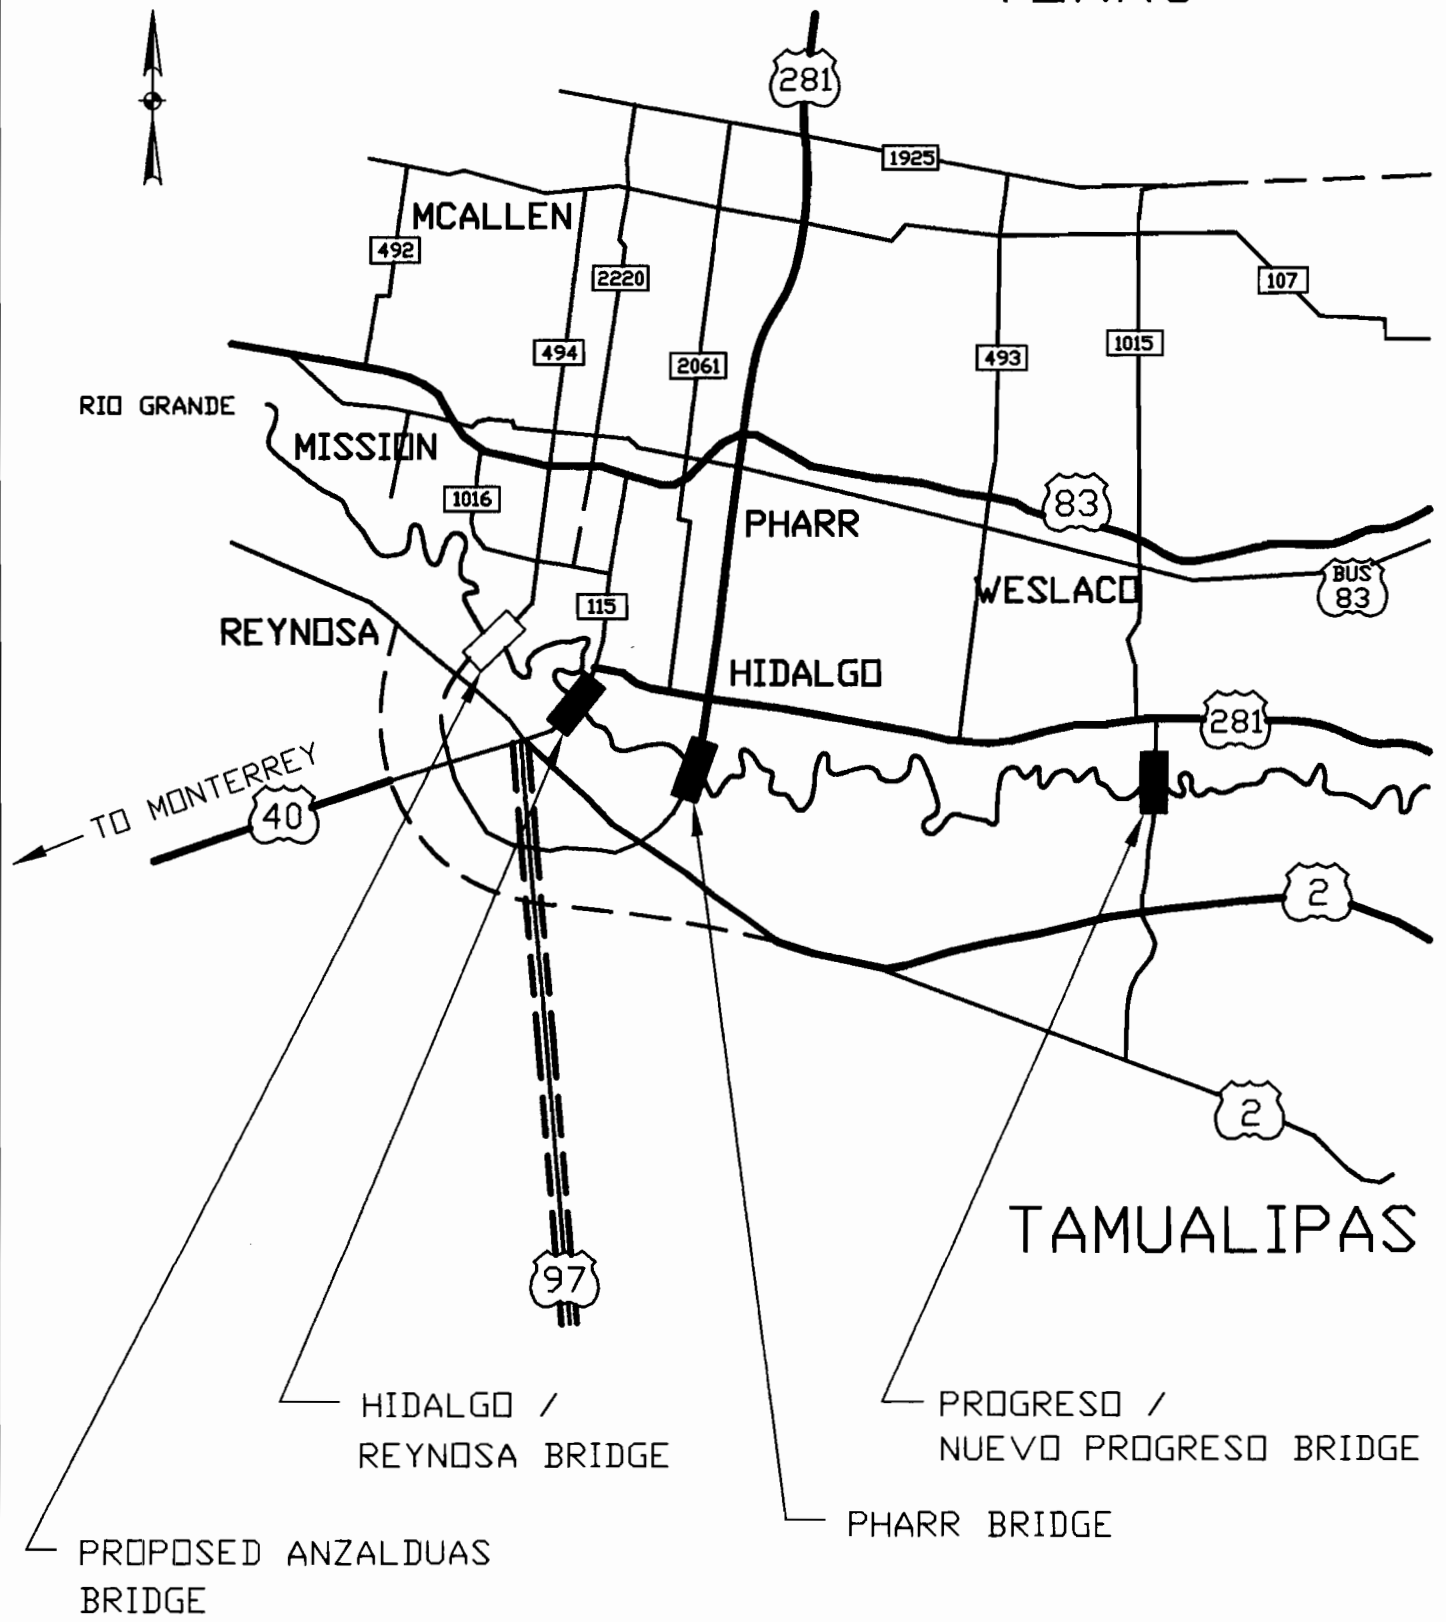 281
1925
MCALLEN
492
2220
107
494
2061
493
1015
RIO GRANDE
MISSION
1016
83
PHARR
BUS
83
WESLACO
115
REYNOSA
HIDALGO
281
TO MONTERREY
40
2
2
TAMUALIPAS
97
HIDALGO /
REYNOSA BRIDGE
PROGRESO /
NUEVO PROGRESO BRIDGE
PHARR BRIDGE
PROPOSED ANZALDUAS
BRIDGE